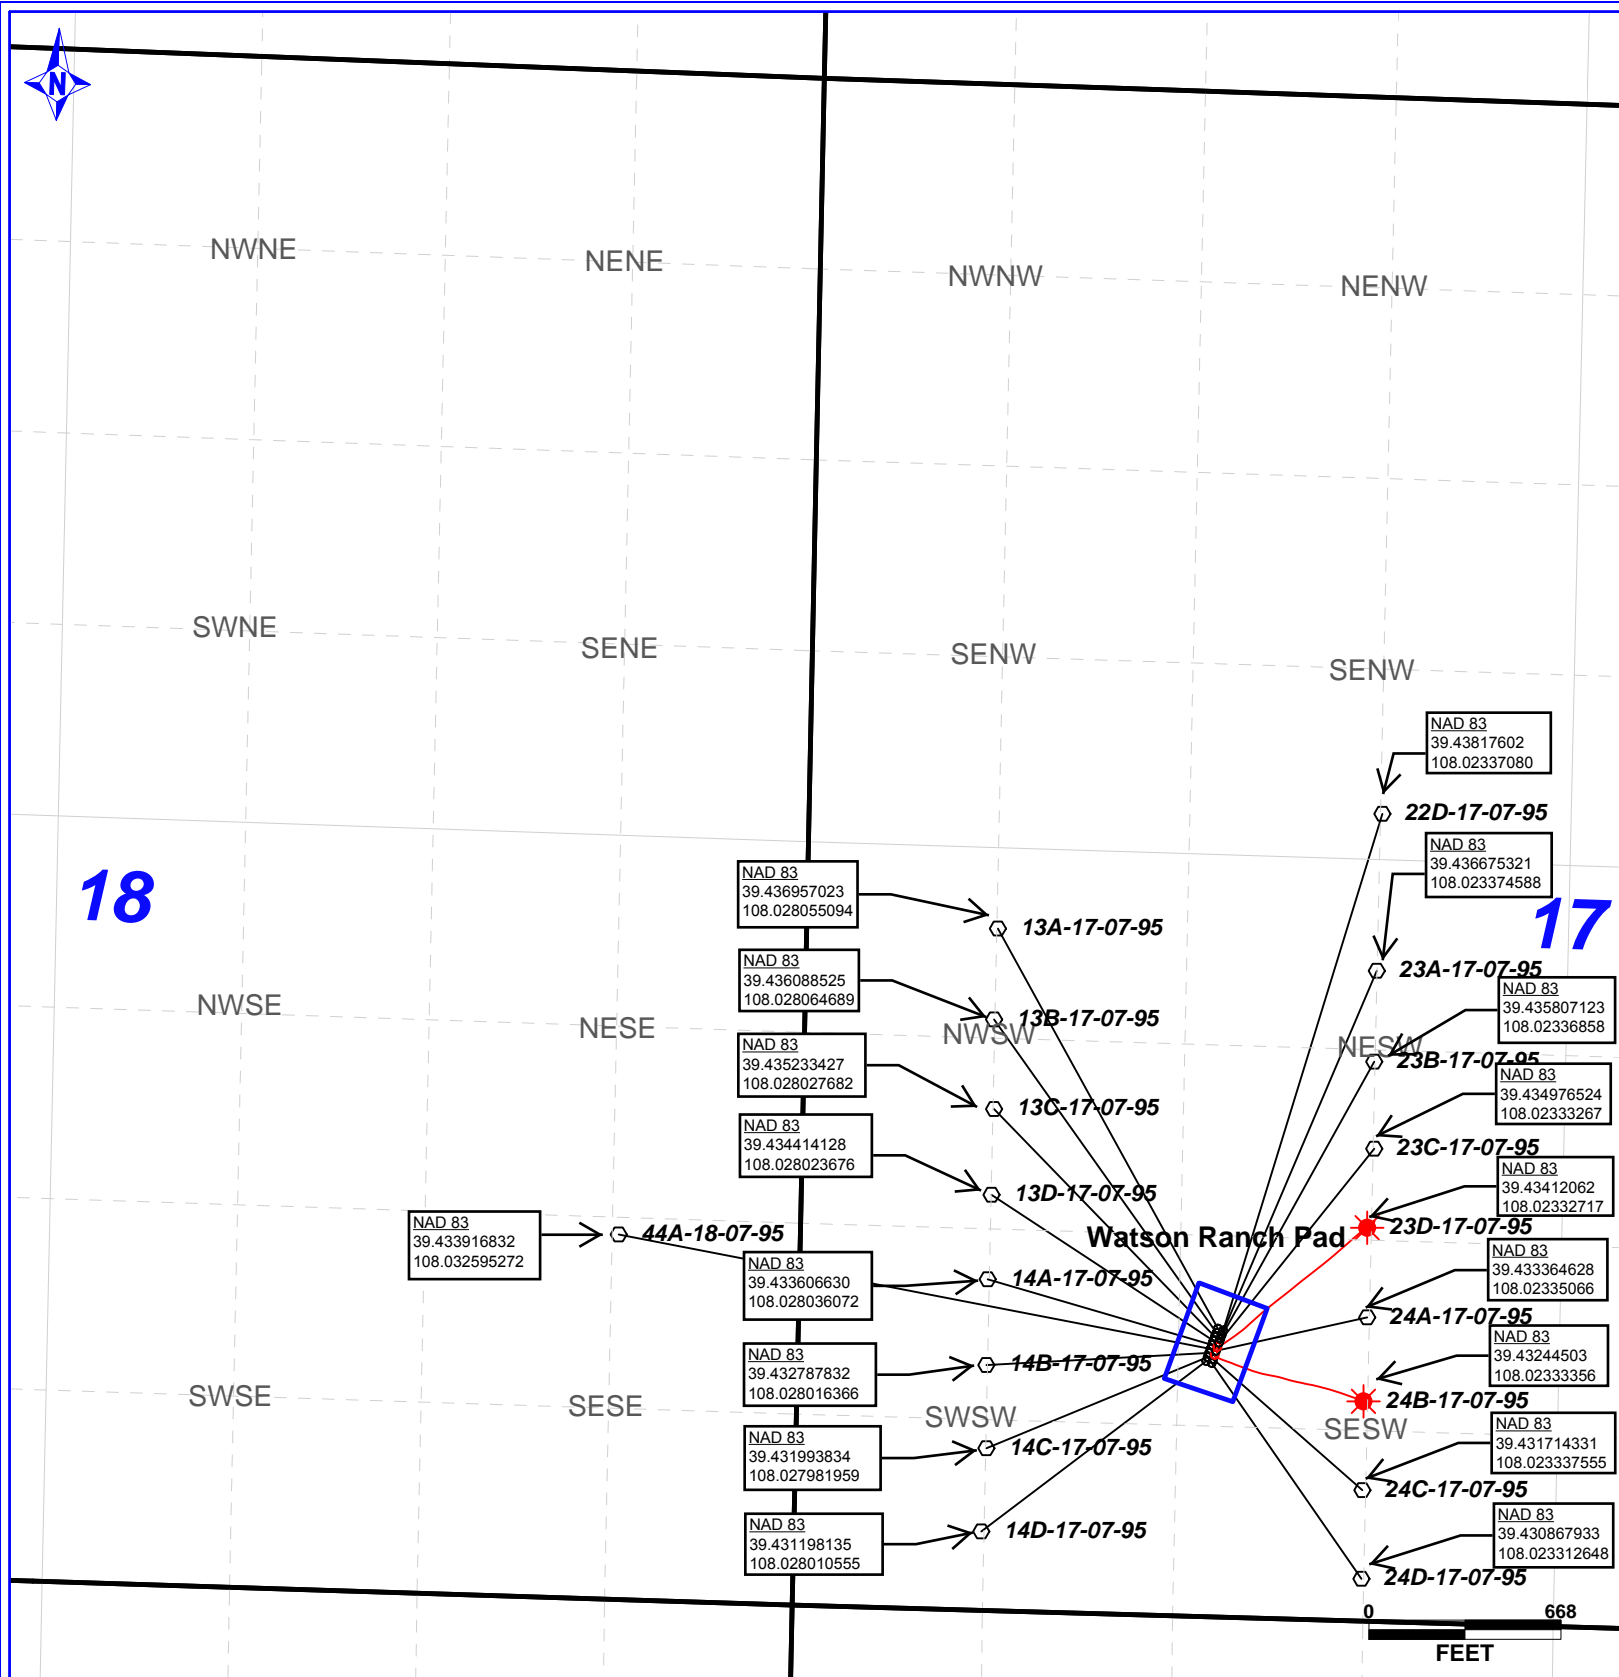 N
NWNE
NENE
NWNW
NENW
SWNE
SENE
SENW
SENW
NAD 83
39.43817602
108.02337080
22D-17-07-95
NAD 83
39.436675321
108.023374588
18
17
NAD 83
39.436957023
108.028055094
13A-17-07-95
23A-17-07-95
NAD 83
39.436088525
108.028064689
13B-17-07-95
NAD 83
39.435807123
108.02336858
NWSE
NESE
NWSW
NESW
23B-17-07-95
NAD 83
39.435233427
108.028027682
13C-17-07-95
NAD 83
39.434976524
108.02333267
23C-17-07-95
NAD 83
39.434414128
108.028023676
13D-17-07-95
NAD 83
39.43412062
108.02332717
23D-17-07-95
NAD 83
39.433916832
108.032595272
44A-18-07-95
Watson Ranch Pad
NAD 83
39.433606630
108.028036072
14A-17-07-95
NAD 83
39.433364628
108.02335066
24A-17-07-95
NAD 83
39.432787832
108.028016366
14B-17-07-95
NAD 83
39.43244503
108.02333356
24B-17-07-95
SWSE
SESE
SWSW
SESW
NAD 83
39.431993834
108.027981959
14C-17-07-95
NAD 83
39.431714331
108.023337555
24C-17-07-95
NAD 83
39.431198135
108.028010555
14D-17-07-95
NAD 83
39.430867933
108.023312648
24D-17-07-95
0 668
FEET